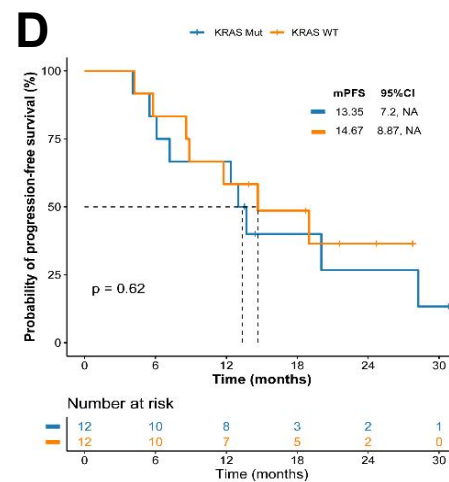 D
KRAS Mut KRAS WT
Probability of progression-free survival (%)
100
75
50
25
0
mPFS 95%CI
13.35 7.2, NA
14.67 8.87, NA
p = 0.62
0 6 12 18 24 30
Time (months)
Number at risk
12 10 8 3 2 1
12 10 7 5 2 0
0 6 12 18 24 30
Time (months)